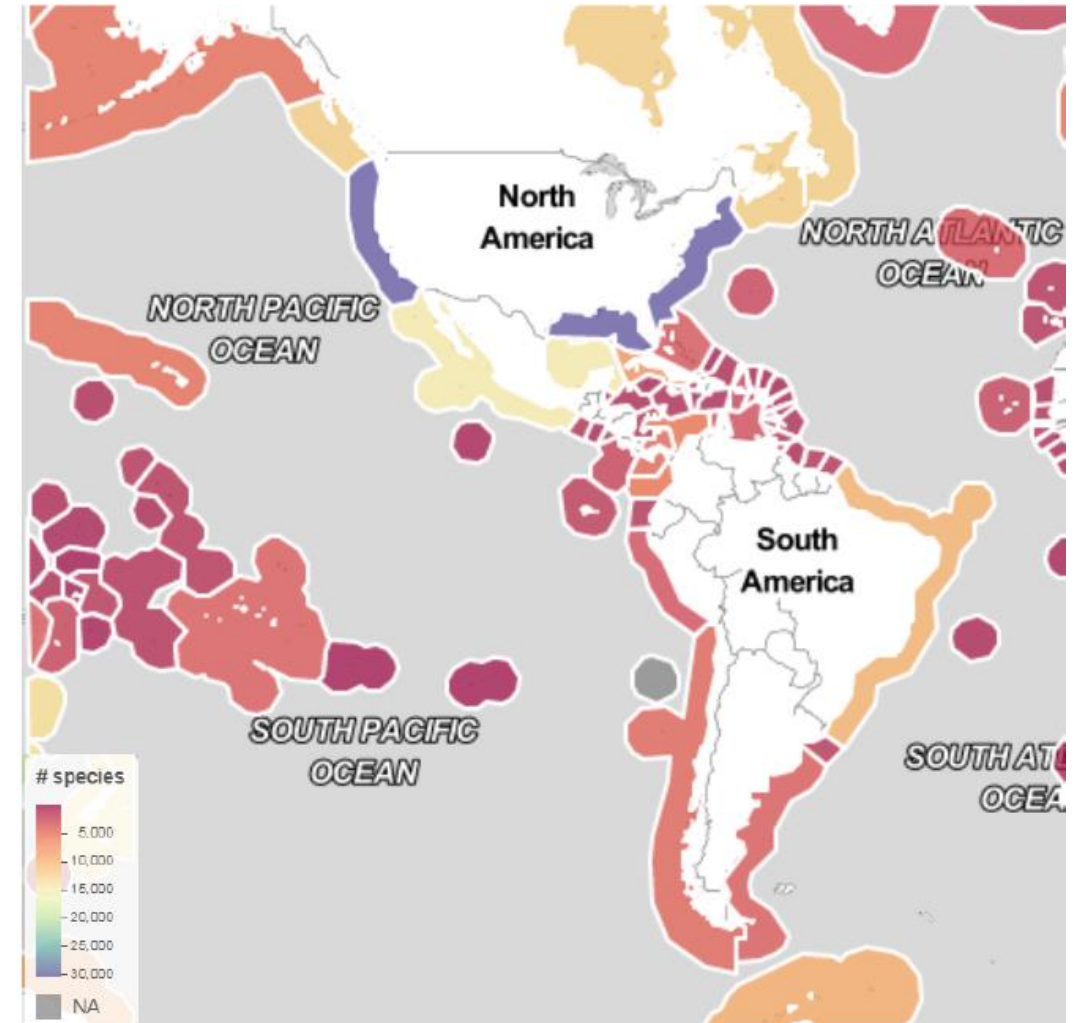 North
America
NORTH ATLANTIC
OCEAN
NORTH PACIFIC
OCEAN
South
America
SOUTH PACIFIC
OCEAN
SOUTH ATL
OCEA
# species
5,000
10,000
15,000
20,000
25,000
30,000
NA